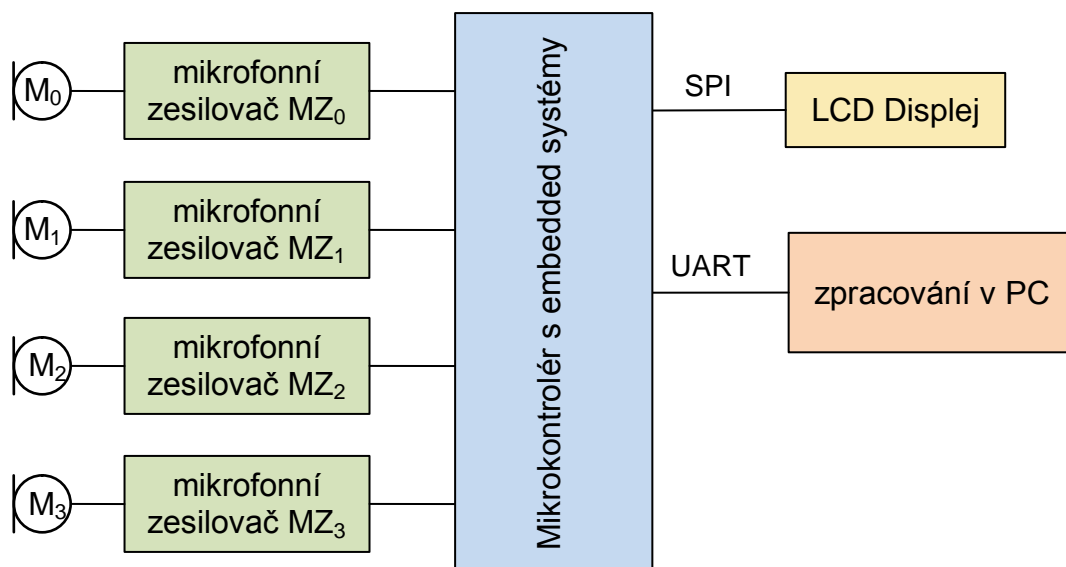 M0
mikrofonní
zesilovač MZ0
M1
mikrofonní
zesilovač MZ1
M2
mikrofonní
zesilovač MZ2
M3
mikrofonní
zesilovač MZ3
Mikrokontrolér s embedded systémy
SPI
LCD Displej
UART
zpracování v PC